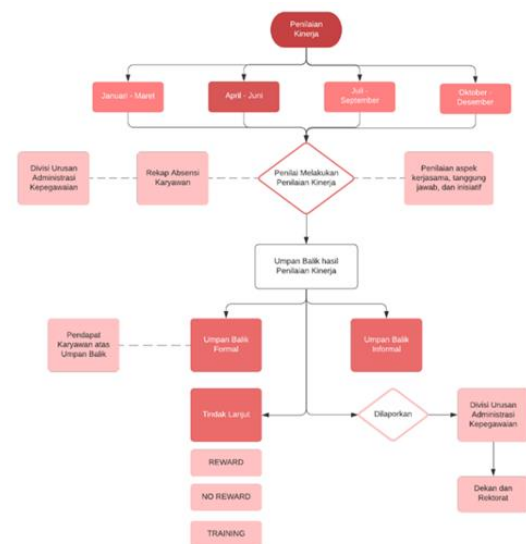 Penilaian
Kinerja
Januari - Maret
April - Juni
Juli -
September
Oktober -
Desember
Divisi Urusan
Administrasi
Kepegawaian
Rekap Absensi
Karyawan
Penilai Melakukan
Penilaian Kinerja
Penilaian aspek
kerjasama, tanggung
jawab, dan inisiatif
Umpan Balik hasil
Penilaian Kinerja
Pendapat
Karyawan atas
Umpan Balik
Umpan Balik
Formal
Umpan Balik
Informal
Tindak Lanjut
Dilaporkan
Divisi Urusan
Administrasi
Kepegawaian
REWARD
NO REWARD
TRAINING
Dekan dan
Rektorat